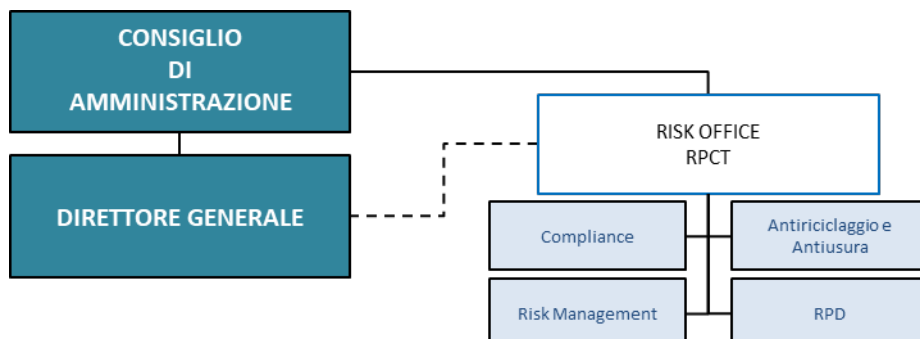 CONSIGLIO
DI
AMMINISTRAZIONE
RISK OFFICE
RPCT
DIRETTORE GENERALE
Compliance
Antiriciclaggio e
Antiusura
Risk Management
RPD